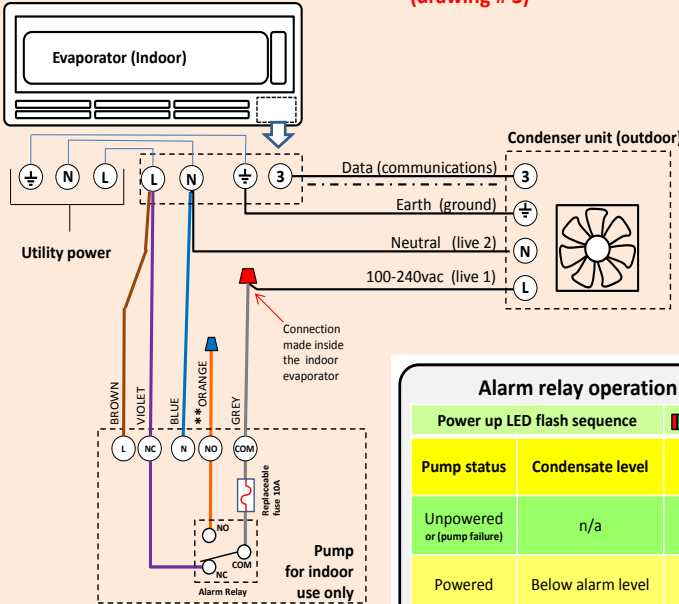 (drawing # 3)
Evaporator (Indoor)
Condenser unit (outdoor)
N
L
L
N
3
Data (communications)
3
Earth (ground)
Neutral (live 2)
N
100-240vac (live 1)
L
Utility power
Connection
made inside
the indoor
evaporator
BROWN
VIOLET
BLUE
**ORANGE
GREY
L
NC
N
NO
COM
Replaceable
fuse 10A
NO
COM
NC
Alarm Relay
Pump
for indoor
use only
Alarm relay operation
Power up LED flash sequence
Pump status
Condensate level
Unpowered
or (pump failure)
n/a
Powered
Below alarm level